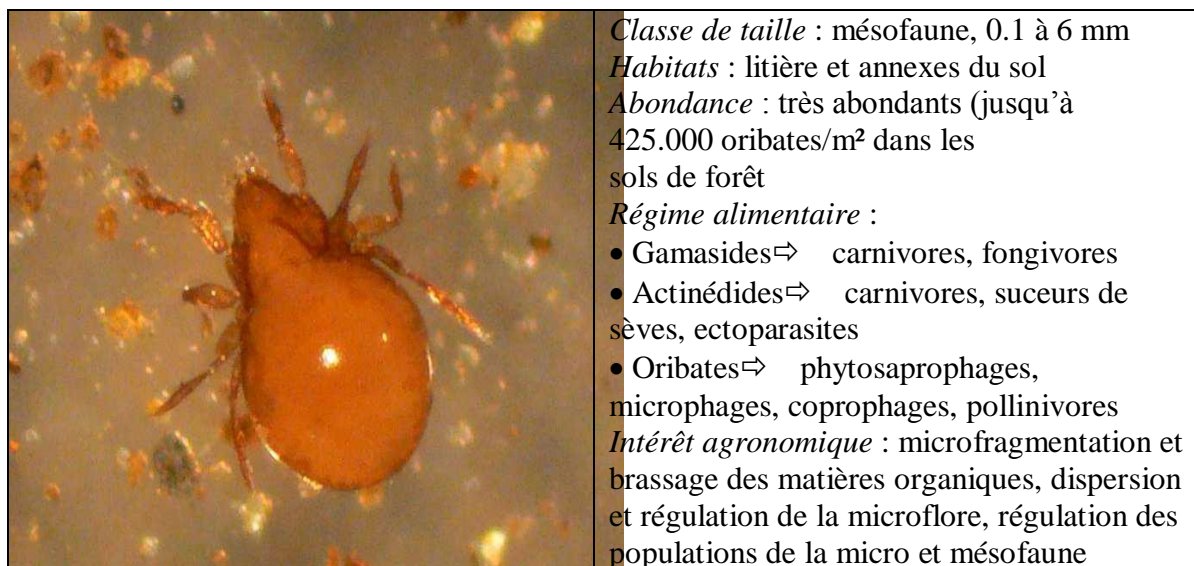 Classe de taille : mésofaune, 0.1 à 6 mm
Habitats : litière et annexes du sol
Abondance : très abondants (jusqu’à
425.000 oribates/m² dans les
sols de forêt
Régime alimentaire :
• Gamasides⇨ carnivores, fongivores
• Actinédides⇨ carnivores, suceurs de
sèves, ectoparasites
• Oribates⇨ phytosaprophages,
microphages, coprophages, pollinivores
Intérêt agronomique : microfragmentation et
brassage des matières organiques, dispersion
et régulation de la microflore, régulation des
populations de la micro et mésofaune